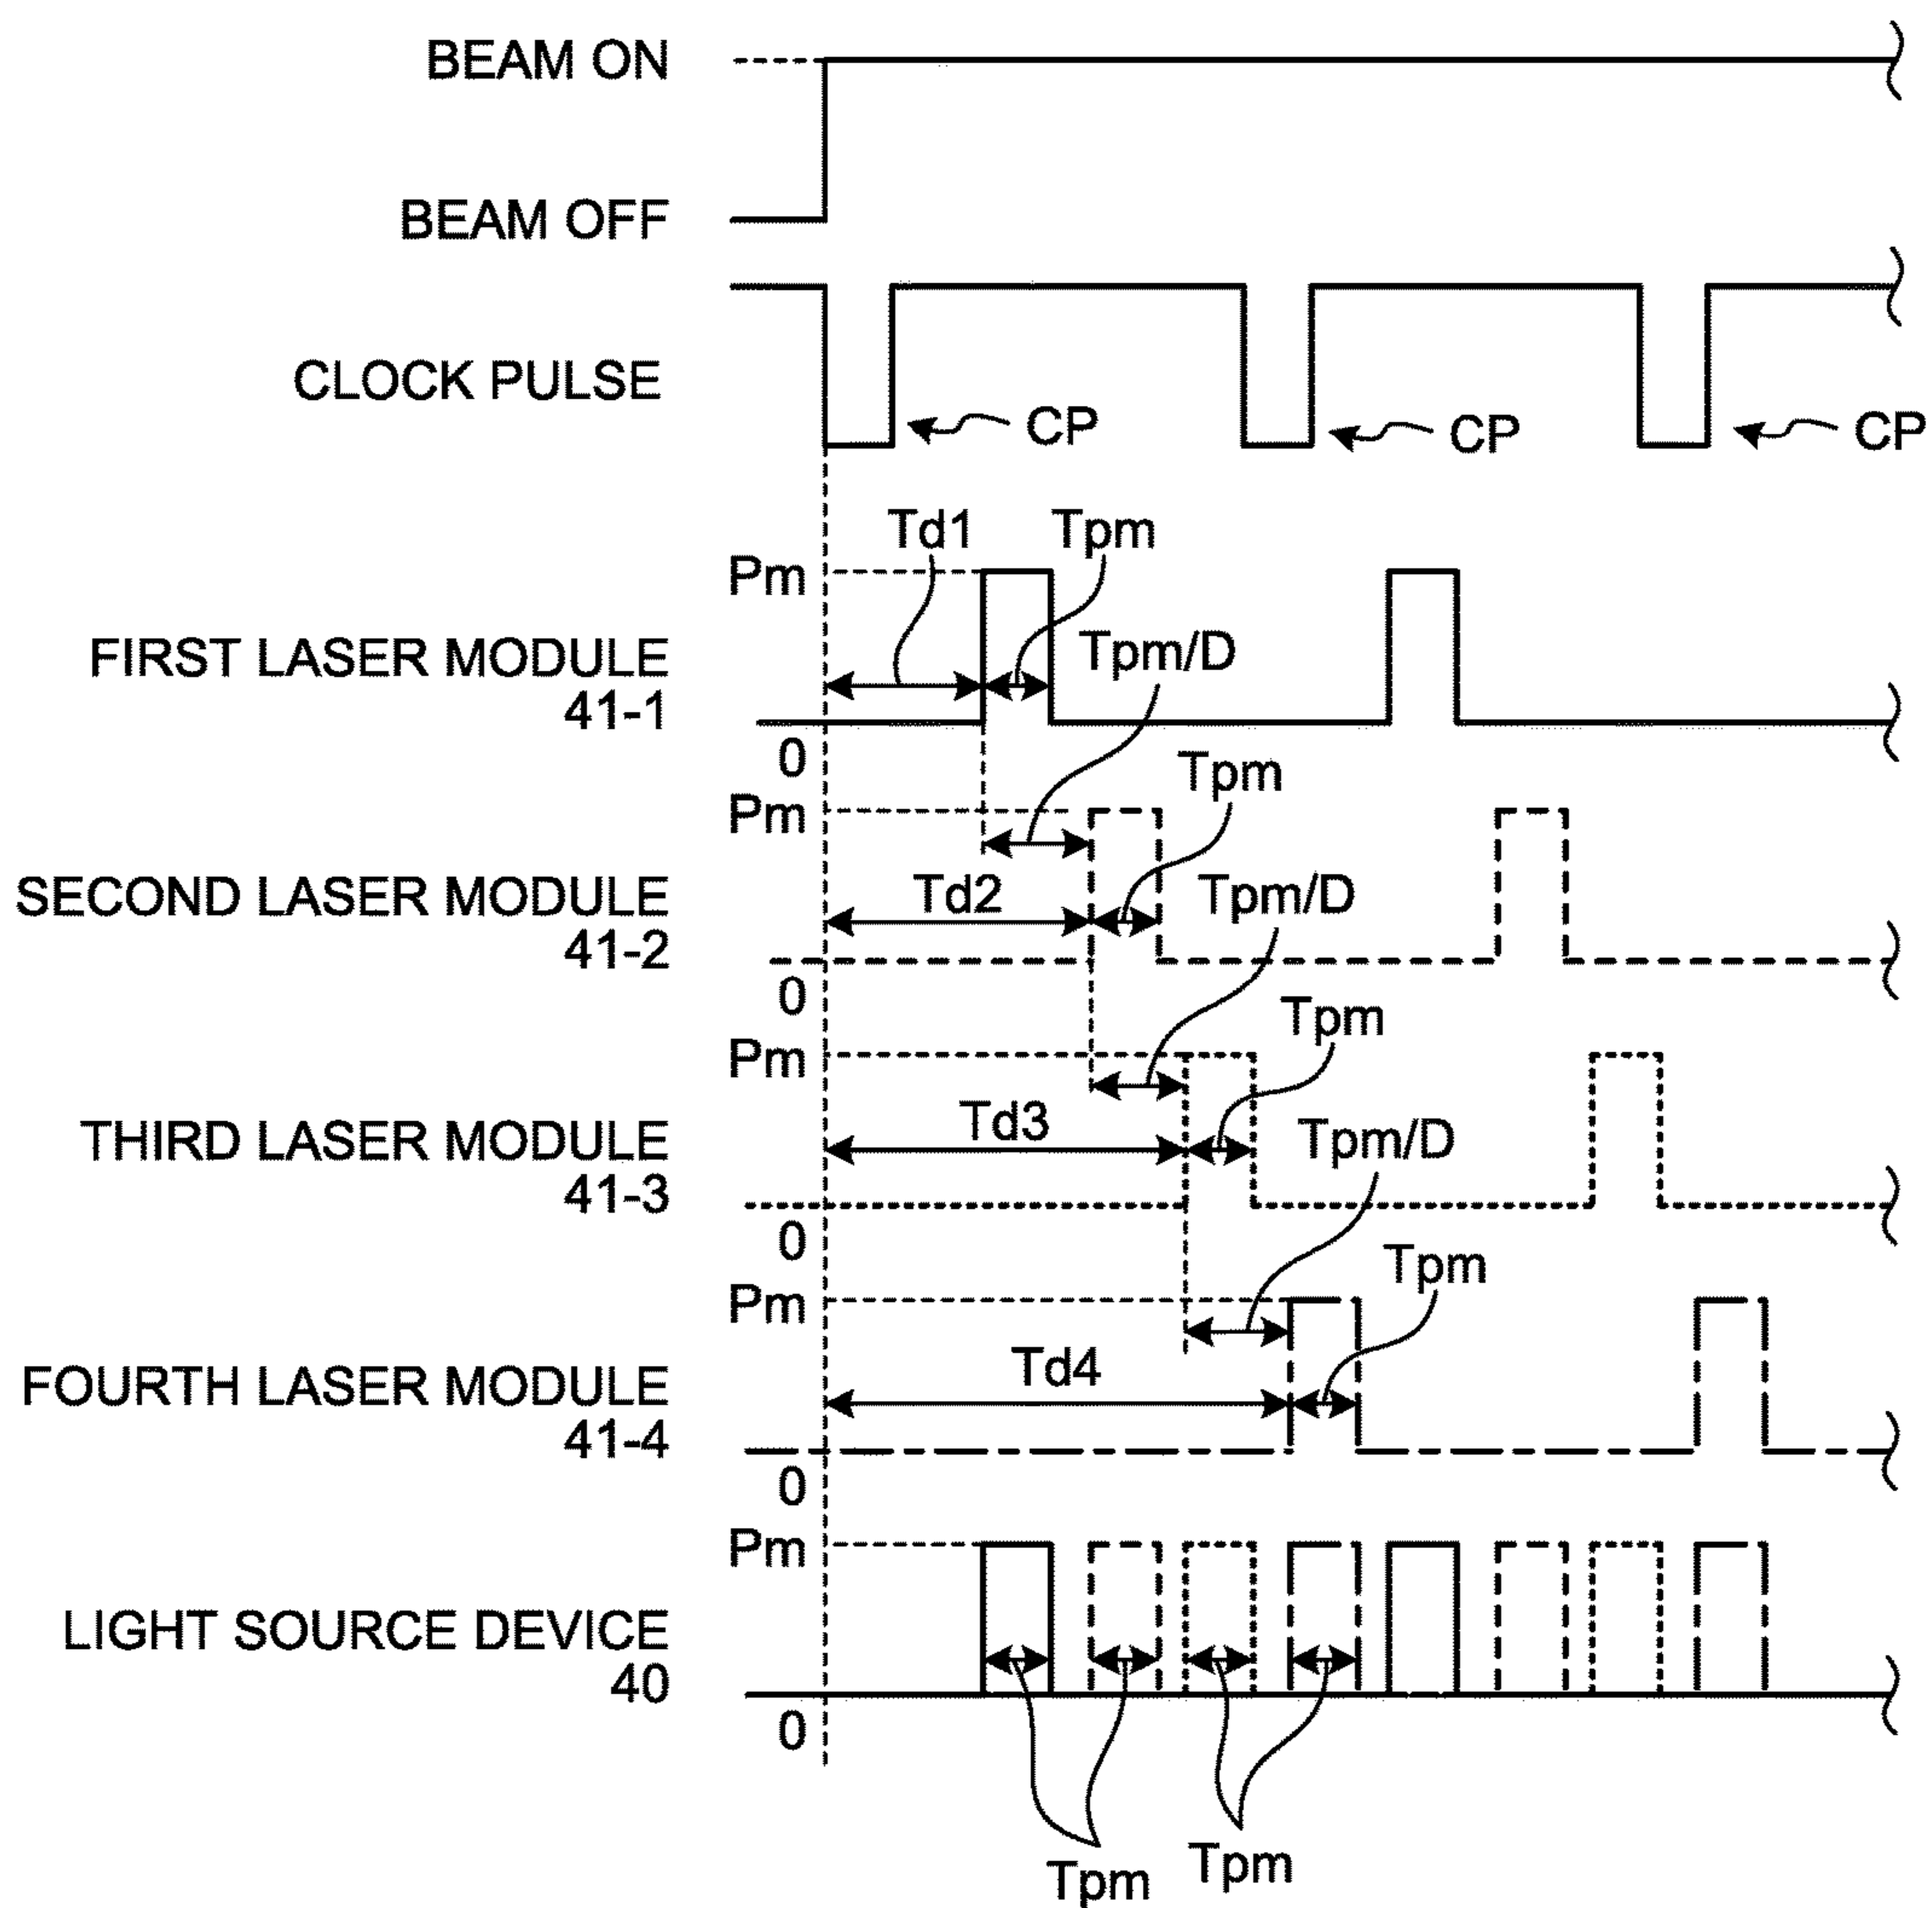 BEAM ON
BEAM OFF
CLOCK PULSE
CP
CP
CP
Td1
Tpm
Pm
FIRST LASER MODULE
41-1
Tpm/D
0
Tpm
Pm
SECOND LASER MODULE
41-2
Td2
Tpm/D
0
Tpm
Pm
THIRD LASER MODULE
41-3
Td3
Tpm/D
0
Tpm
Pm
FOURTH LASER MODULE
41-4
Td4
0
Pm
LIGHT SOURCE DEVICE
40
0
Tpm
Tpm